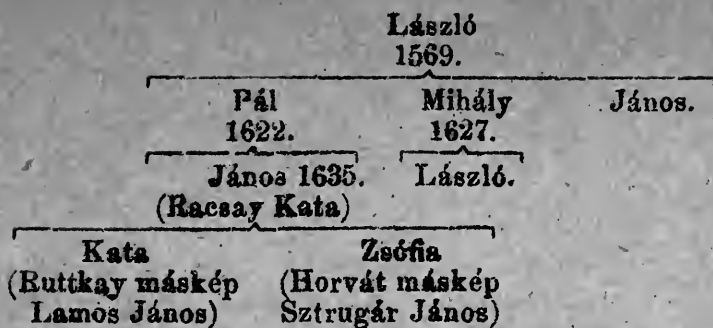 László
1569.
Pál Mihály János.
1622. 1627.
János 1635. László.
(Racsay Kata)
Kata Zsófia
(Ruttkay máskép (Horvát máskép
Lamos János) Sztrugár János)